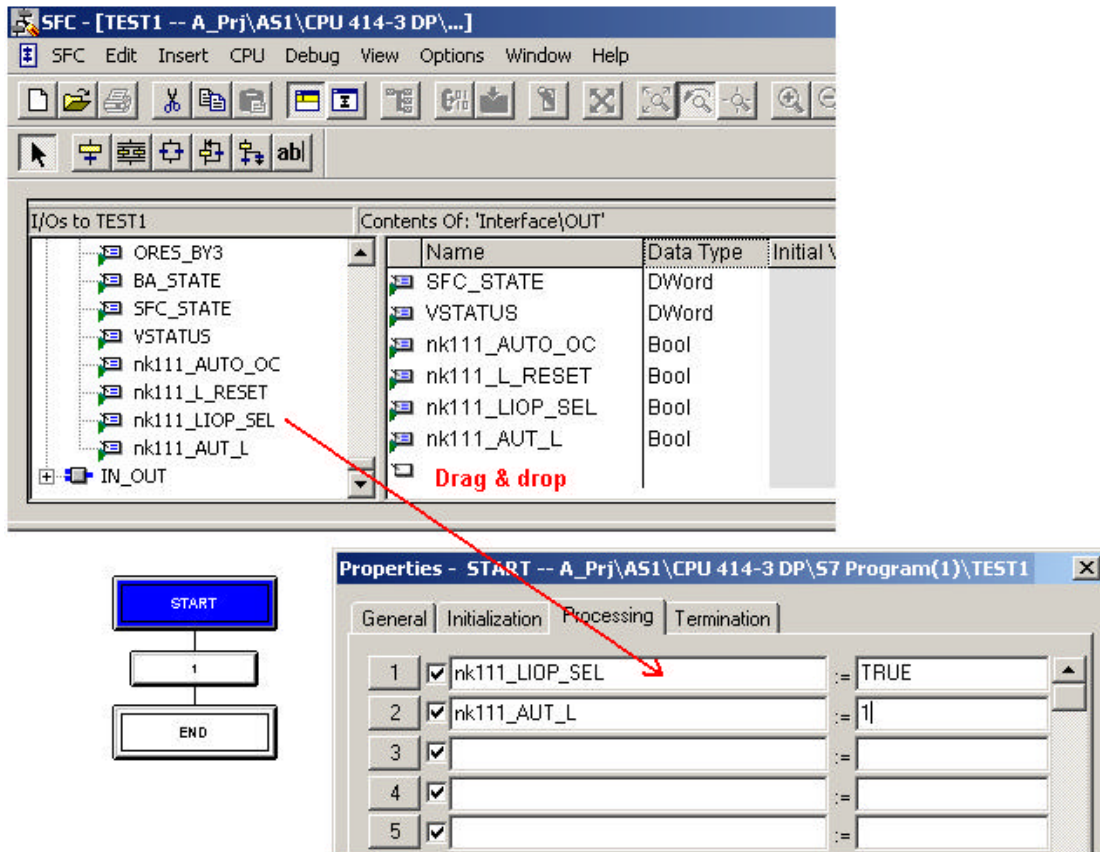 SFC - [TEST1 -- A_Prj\AS1\CPU 414-3 DP\...]
SFC Edit Insert CPU Debug View Options Window Help
abl
I/Os to TEST1
Contents Of: 'Interface\OUT'
ORES_BY3
BA_STATE
SFC_STATE
VSTATUS
nk111_AUTO_OC
nk111_L_RESET
nk111_LIOP_SEL
nk111_AUT_L
IN_OUT
Name Data Type Initial
SFC_STATE DWord
VSTATUS DWord
nk111_AUTO_OC Bool
nk111_L_RESET Bool
nk111_LIOP_SEL Bool
nk111_AUT_L Bool
Drag & drop
START
1
END
Properties - START -- A_Prj\AS1\CPU 414-3 DP\S7 Program(1)\TEST1
General Initialization Processing Termination
1 nk111_LIOP_SEL := TRUE
2 nk111_AUT_L := 1
3 :=
4 :=
5 :=